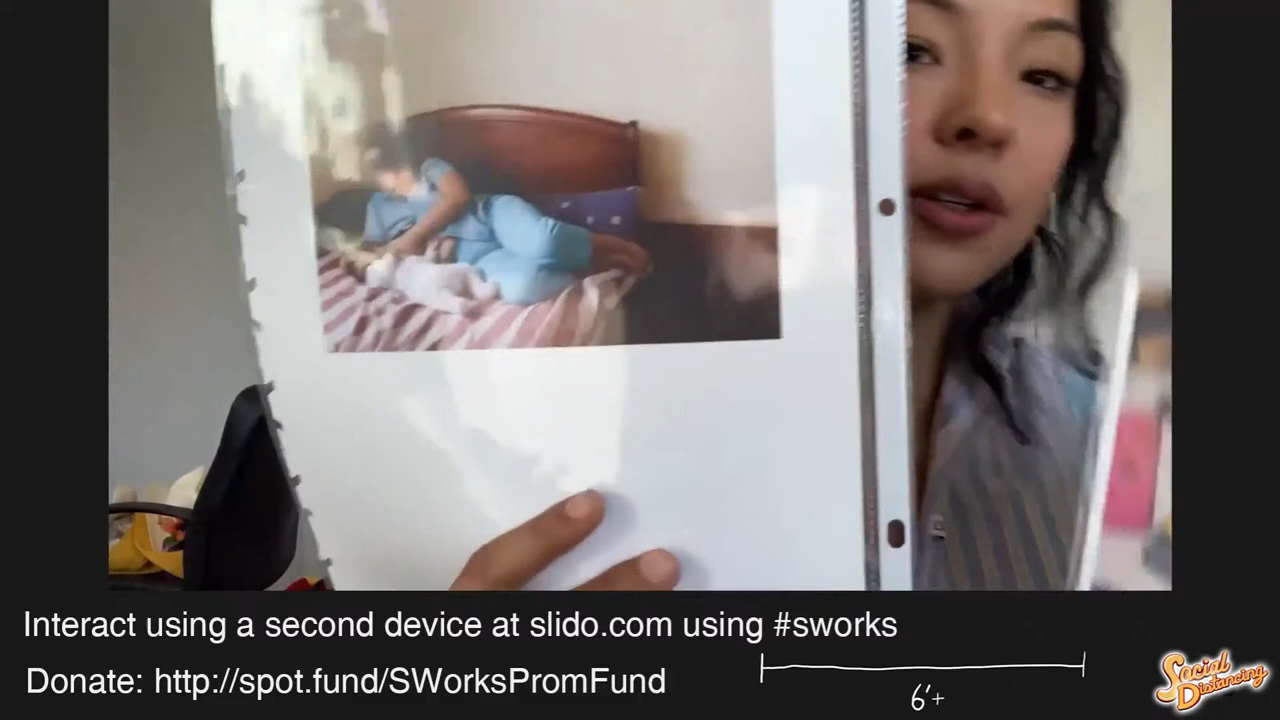 Interact using a second device at slido.com using #sworks
Donate: http://spot.fund/SWorksPromFund
6'+
Social
Distancing